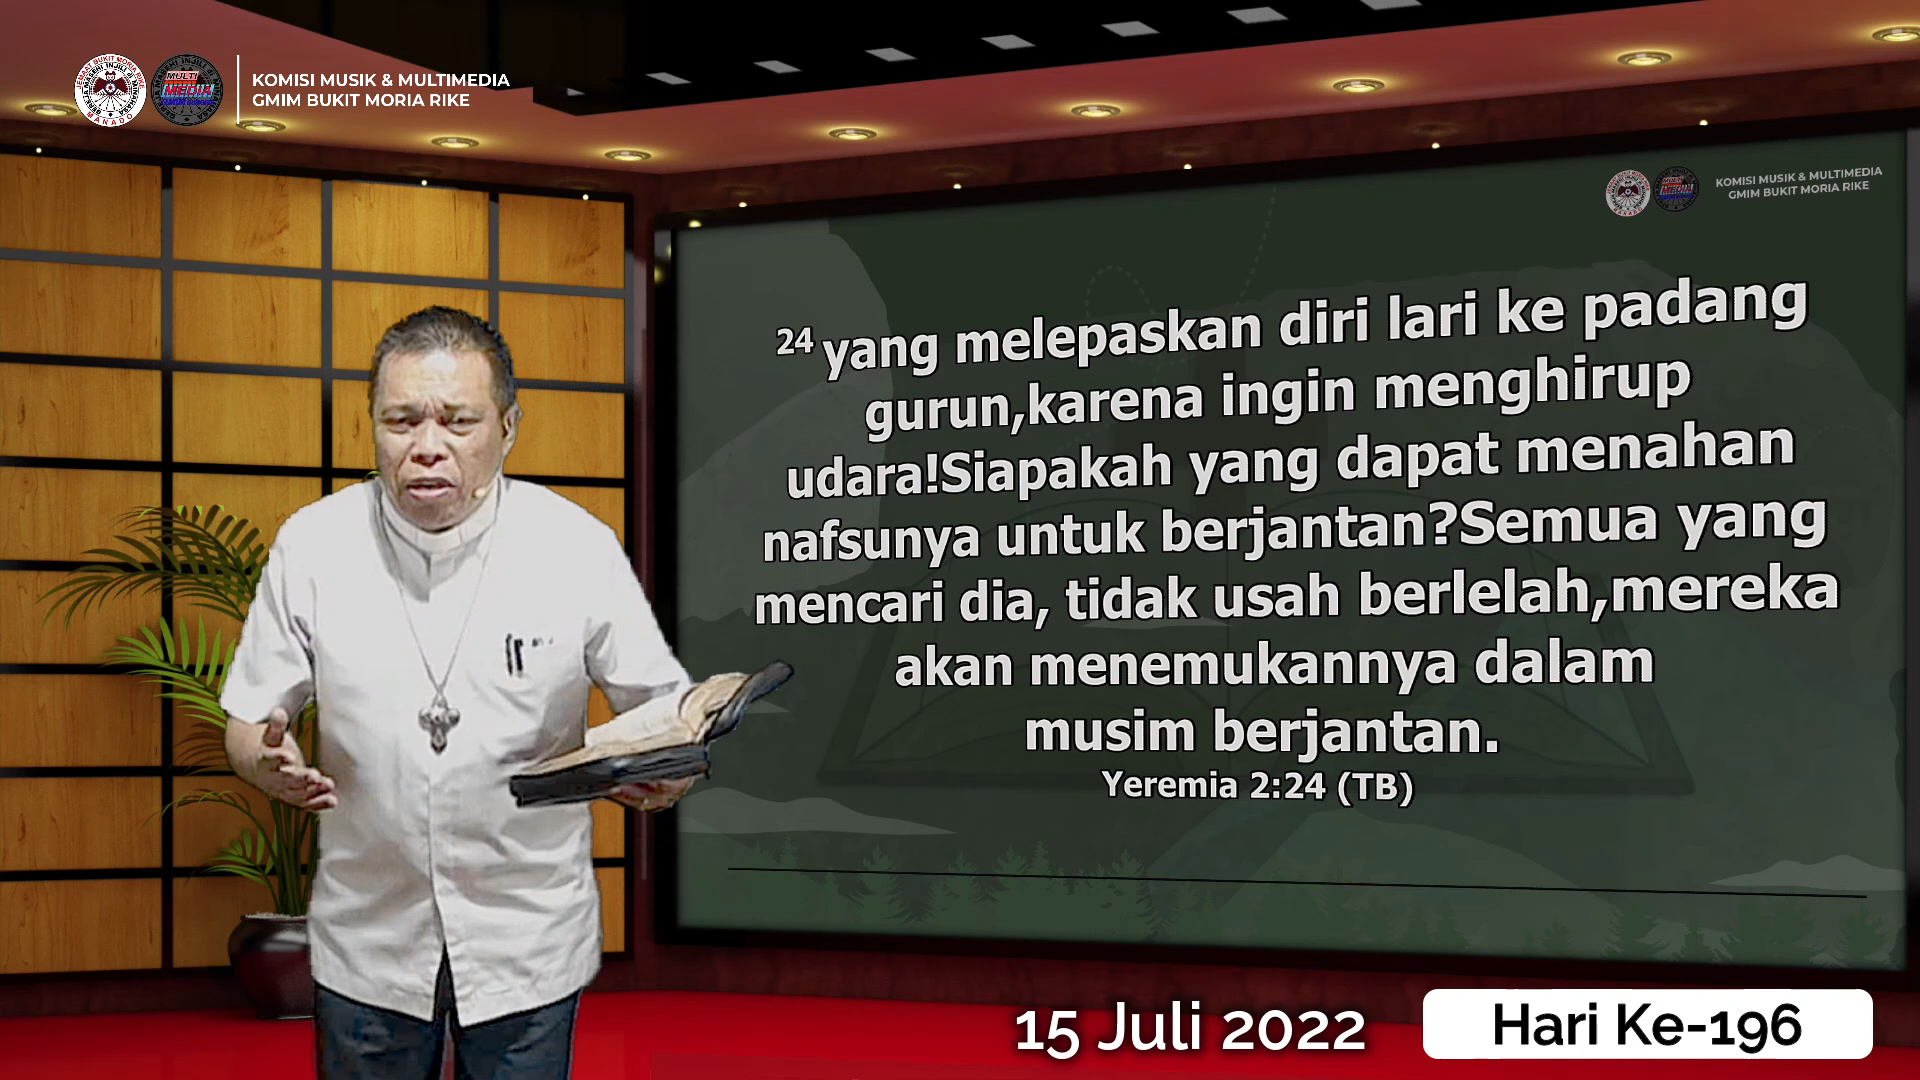 KOMISI MUSIK & MULTIMEDIA
GMIM BUKIT MORIA RIKE
KOMISI MUSIK & MULTIMEDIA
GMIM BUKIT MORIA RIKE
24 yang melepaskan diri lari ke padang
gurun,karena ingin menghirup
udara!Siapakah yang dapat menahan
nafsunya untuk berjantan?Semua yang
mencari dia, tidak usah berlelah,mereka
akan menemukannya dalam
musim berjantan.
Yeremia 2:24 (TB)
15 Juli 2022
Hari Ke-196